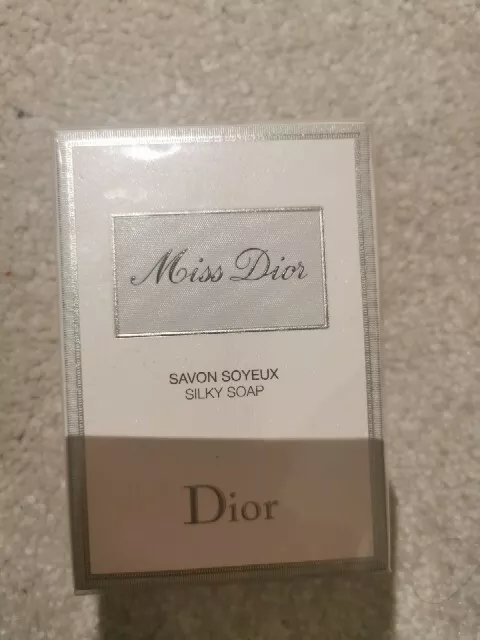 Miss Dior
SAVON SOYEUX
SILKY SOAP
Dior